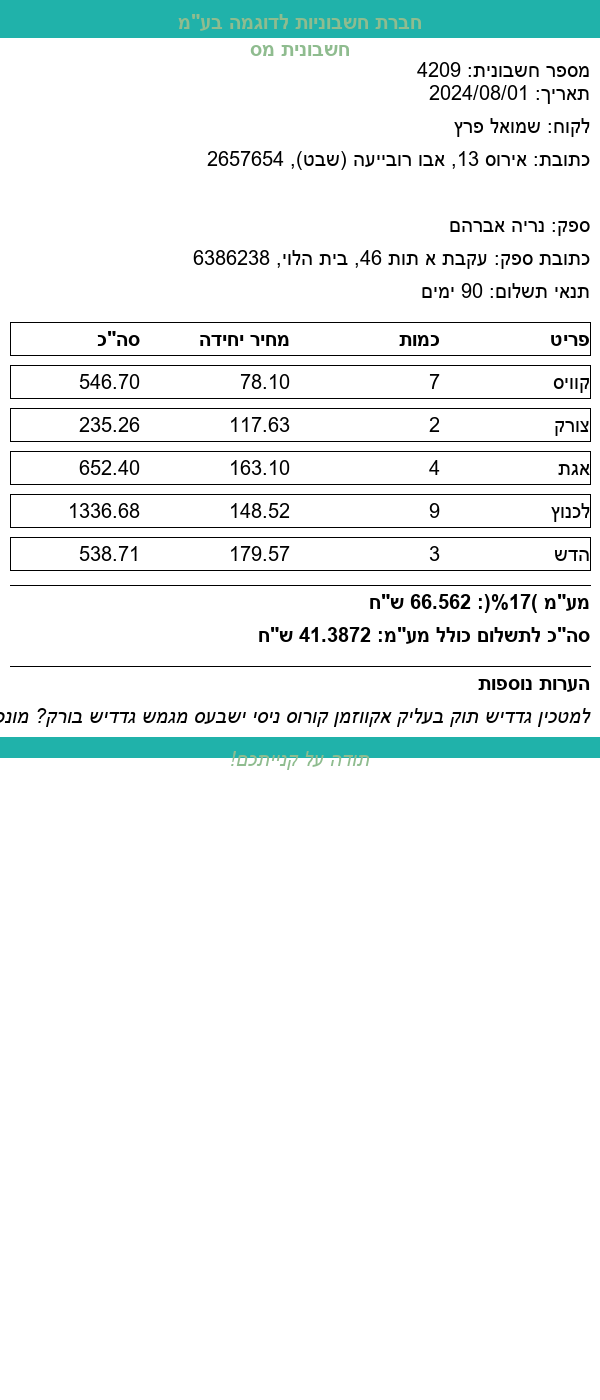 חברת חשבוניות לדוגמה בע"מ
חשבונית מס
מספר חשבונית: 4209
תאריך: 2024/08/01
לקוח: שמואל פרץ
כתובת: אירוס 13, אבו רובייעה (שבט), 2657654
ספק: נריה אברהם
כתובת ספק: עקבת א תות 46, בית הלוי, 6386238
תנאי תשלום: 90 ימים
פריט כמות מחיר יחידה סה"כ
קוויס 7 78.10 546.70
צורק 2 117.63 235.26
אגת 4 163.10 652.40
לכנוץ 9 148.52 1336.68
הדש 3 179.57 538.71
מע"מ )17%(: 66.562 ש"ח
סה"כ לתשלום כולל מע"מ: 41.3872 ש"ח
הערות נוספות
למטכין גדדיש תוק בעליק אקווזמן קורוס ניסי ישבעס מגמש גדדיש בורק?
תודה על קנייתכם!